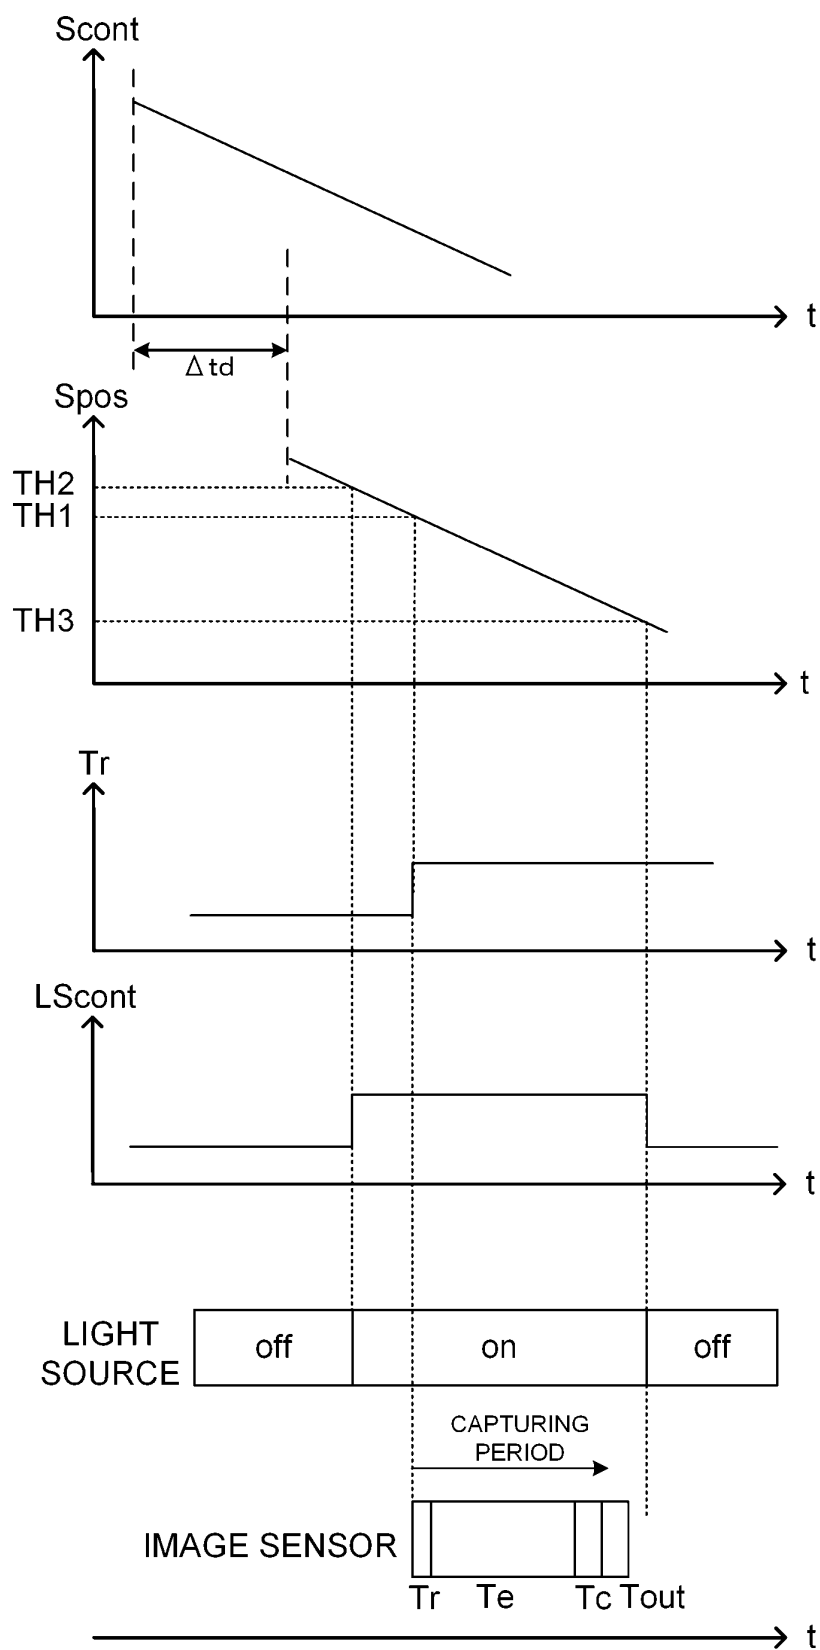 Scont
t
Δtd
Spos
TH2
TH1
TH3
t
Tr
t
LScont
t
LIGHT
SOURCE
off
on
off
CAPTURING
PERIOD
IMAGE SENSOR
Tr
Te
Tc
Tout
t